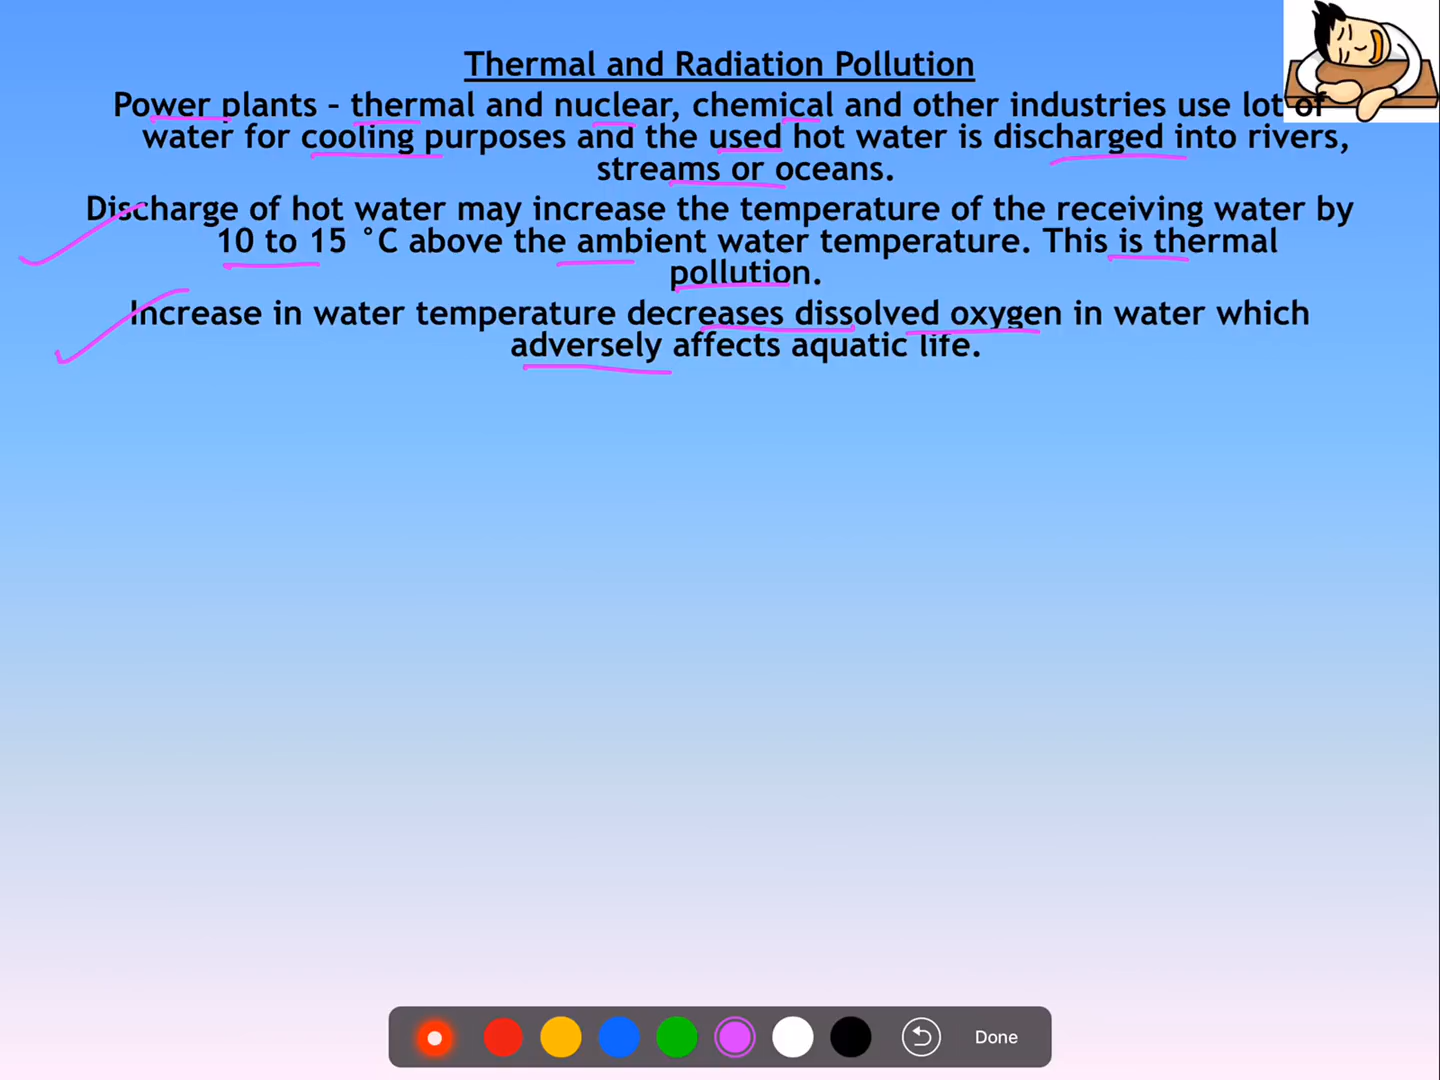 Thermal and Radiation Pollution
Power plants – thermal and nuclear, chemical and other industries use lot of
water for cooling purposes and the used hot water is discharged into rivers,
streams or oceans.
Discharge of hot water may increase the temperature of the receiving water by
10 to 15 °C above the ambient water temperature. This is thermal
pollution.
Increase in water temperature decreases dissolved oxygen in water which
adversely affects aquatic life.
Done